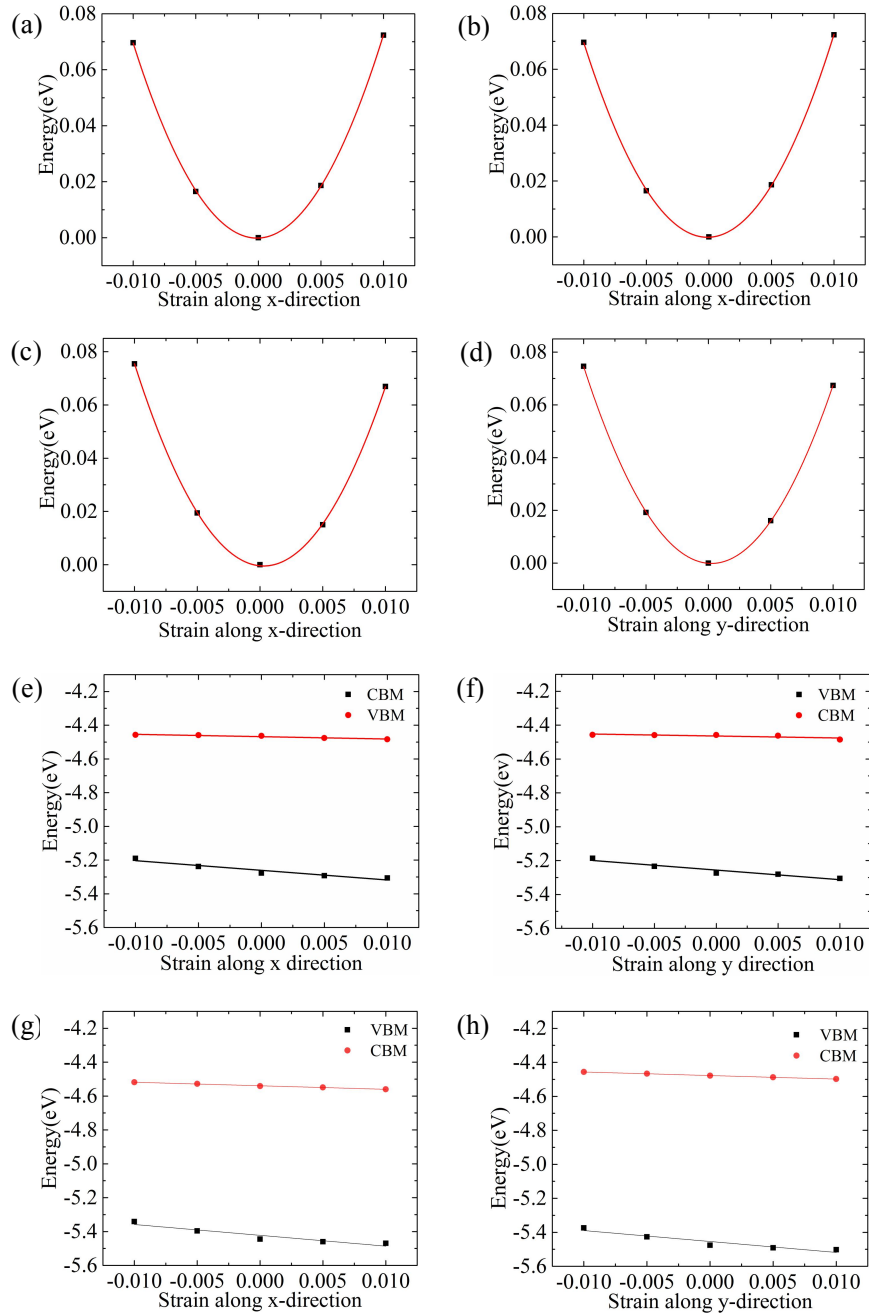 (a)
0.08
0.06
0.04
0.02
0.00
Energy(eV)
-0.010 -0.005 0.000 0.005 0.010
Strain along x-direction
(b)
0.08
0.06
0.04
0.02
0.00
Energy(eV)
-0.010 -0.005 0.000 0.005 0.010
Strain along x-direction
(c)
0.08
0.06
0.04
0.02
0.00
Energy(eV)
-0.010 -0.005 0.000 0.005 0.010
Strain along x-direction
(d)
0.08
0.06
0.04
0.02
0.00
Energy(eV)
-0.010 -0.005 0.000 0.005 0.010
Strain along y-direction
(e)
-4.2
-4.4
-4.6
-4.8
-5.0
-5.2
-5.4
-5.6
Energy(ev)
CBM
VBM
-0.010 -0.005 0.000 0.005 0.010
Strain along x direction
(f)
-4.2
-4.4
-4.6
-4.8
-5.0
-5.2
-5.4
-5.6
Energy(ev)
VBM
CBM
-0.010 -0.005 0.000 0.005 0.010
Strain along y direction
(g)
-4.2
-4.4
-4.6
-4.8
-5.0
-5.2
-5.4
-5.6
Energy(eV)
VBM
CBM
-0.010 -0.005 0.000 0.005 0.010
Strain along x-direction
(h)
-4.2
-4.4
-4.6
-4.8
-5.0
-5.2
-5.4
-5.6
Energy(eV)
VBM
CBM
-0.010 -0.005 0.000 0.005 0.010
Strain along y-direction